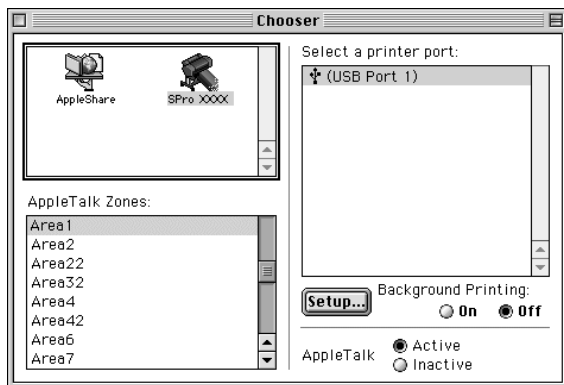 Chooser
AppleShare
SPro XXXX
AppleTalk Zones:
Area1
Area2
Area22
Area32
Area4
Area42
Area6
Area7
Select a printer port:
(USB Port 1)
Setup...
Background Printing:
On Off
AppleTalk
Active
Inactive